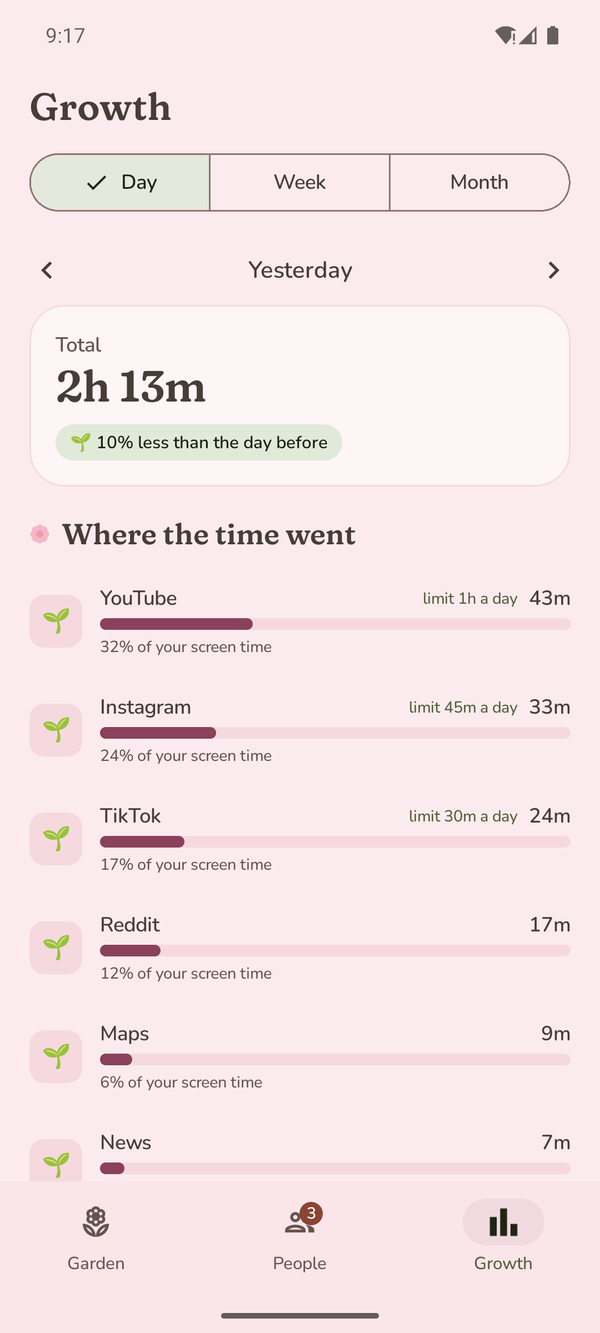 9:17
Growth
Day
Week
Month
Yesterday
Total
2h 13m
10% less than the day before
Where the time went
YouTube
limit 1h a day 43m
32% of your screen time
Instagram
limit 45m a day 33m
24% of your screen time
TikTok
limit 30m a day 24m
17% of your screen time
Reddit
17m
12% of your screen time
Maps
9m
6% of your screen time
News
7m
3
Garden
People
Growth